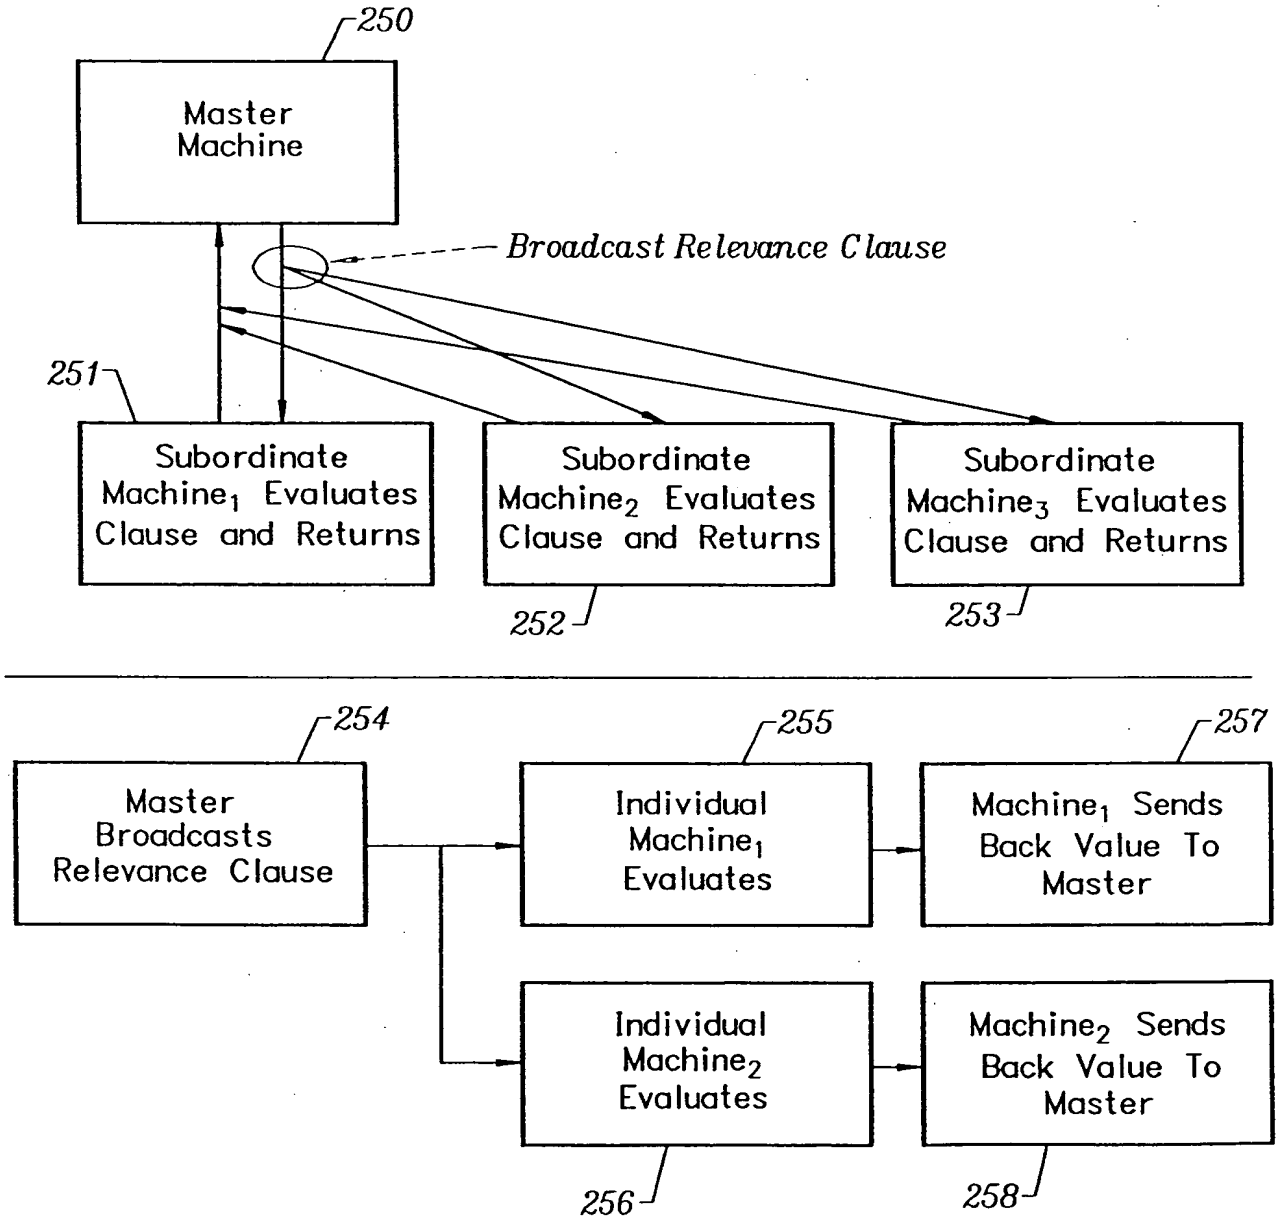 250
Master
Machine
Broadcast Relevance Clause
251
Subordinate
Machine₁ Evaluates
Clause and Returns
Subordinate
Machine₂ Evaluates
Clause and Returns
Subordinate
Machine₃ Evaluates
Clause and Returns
252
253
254
255
257
Master
Broadcasts
Relevance Clause
Individual
Machine₁
Evaluates
Machine₁ Sends
Back Value To
Master
Individual
Machine₂
Evaluates
Machine₂ Sends
Back Value To
Master
256
258